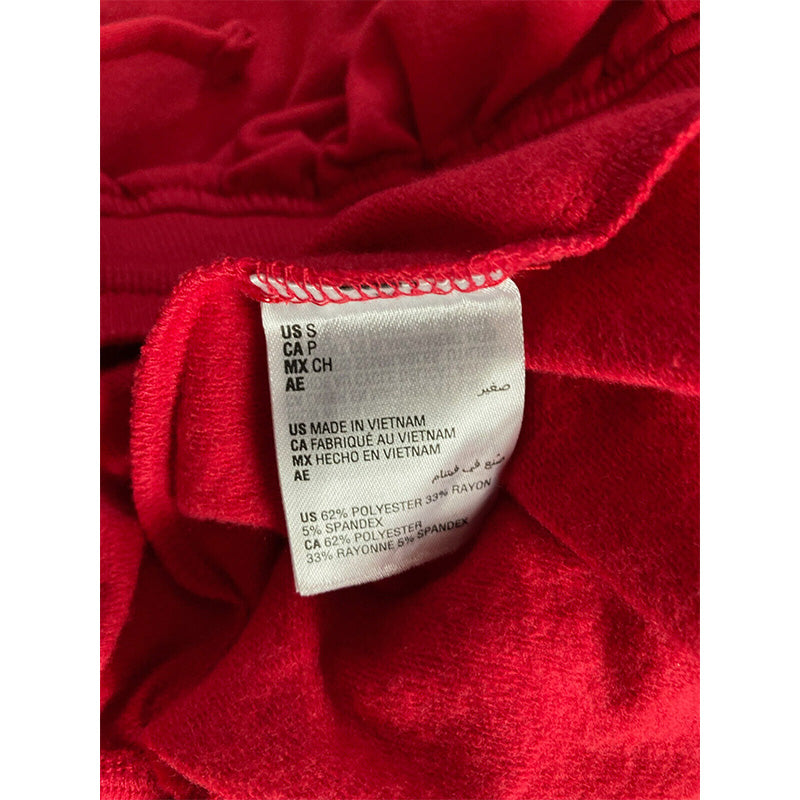 US S
CA P
MX CH
AE
صغير
US MADE IN VIETNAM
CA FABRIQUÉ AU VIETNAM
MX HECHO EN VIETNAM
AE
صنع في فيتنام
US 62% POLYESTER 33% RAYON
5% SPANDEX
CA 62% POLYESTER
33% RAYONNE 5% SPANDEX